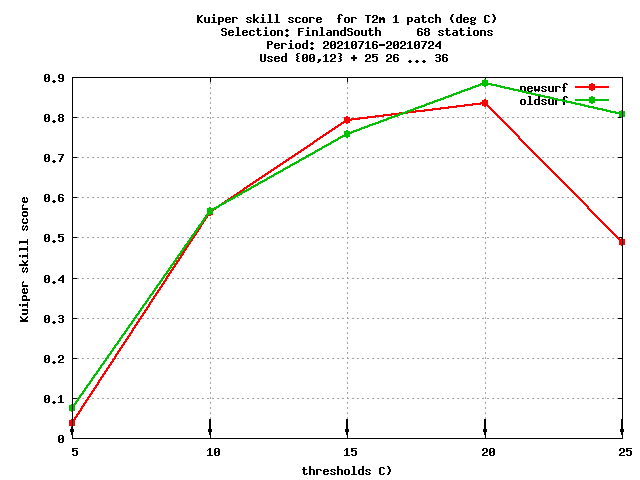 Kuiper skill score  for T2m 1 patch (deg C)
Selection: FinlandSouth     68 stations
Period: 20210716-20210724
Used {00,12} + 25 26 ... 36
newsurf
oldsurf
Kuiper skill score
0.9
0.8
0.7
0.6
0.5
0.4
0.3
0.2
0.1
0
5 10 15 20 25
thresholds C)